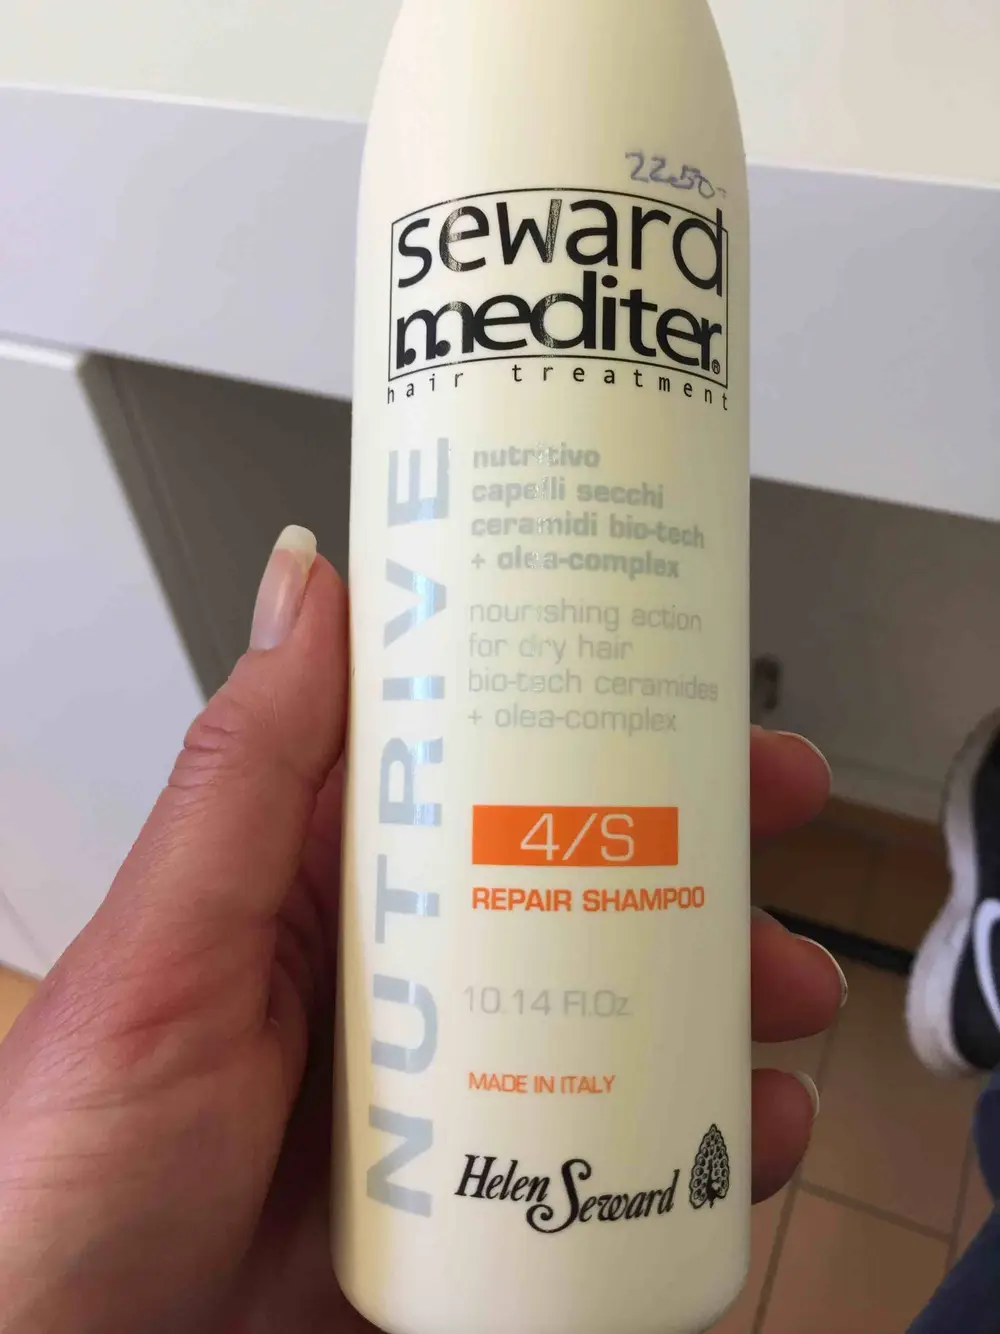 22.50-
seward
mediter®
hair treatment
NUTRIVE
nutritivo
capelli secchi
ceramidi bio-tech
+ olea-complex
nourishing action
for dry hair
bio-tech ceramides
+ olea-complex
4/S
REPAIR SHAMPOO
10.14 Fl.Oz.
MADE IN ITALY
Helen Seward